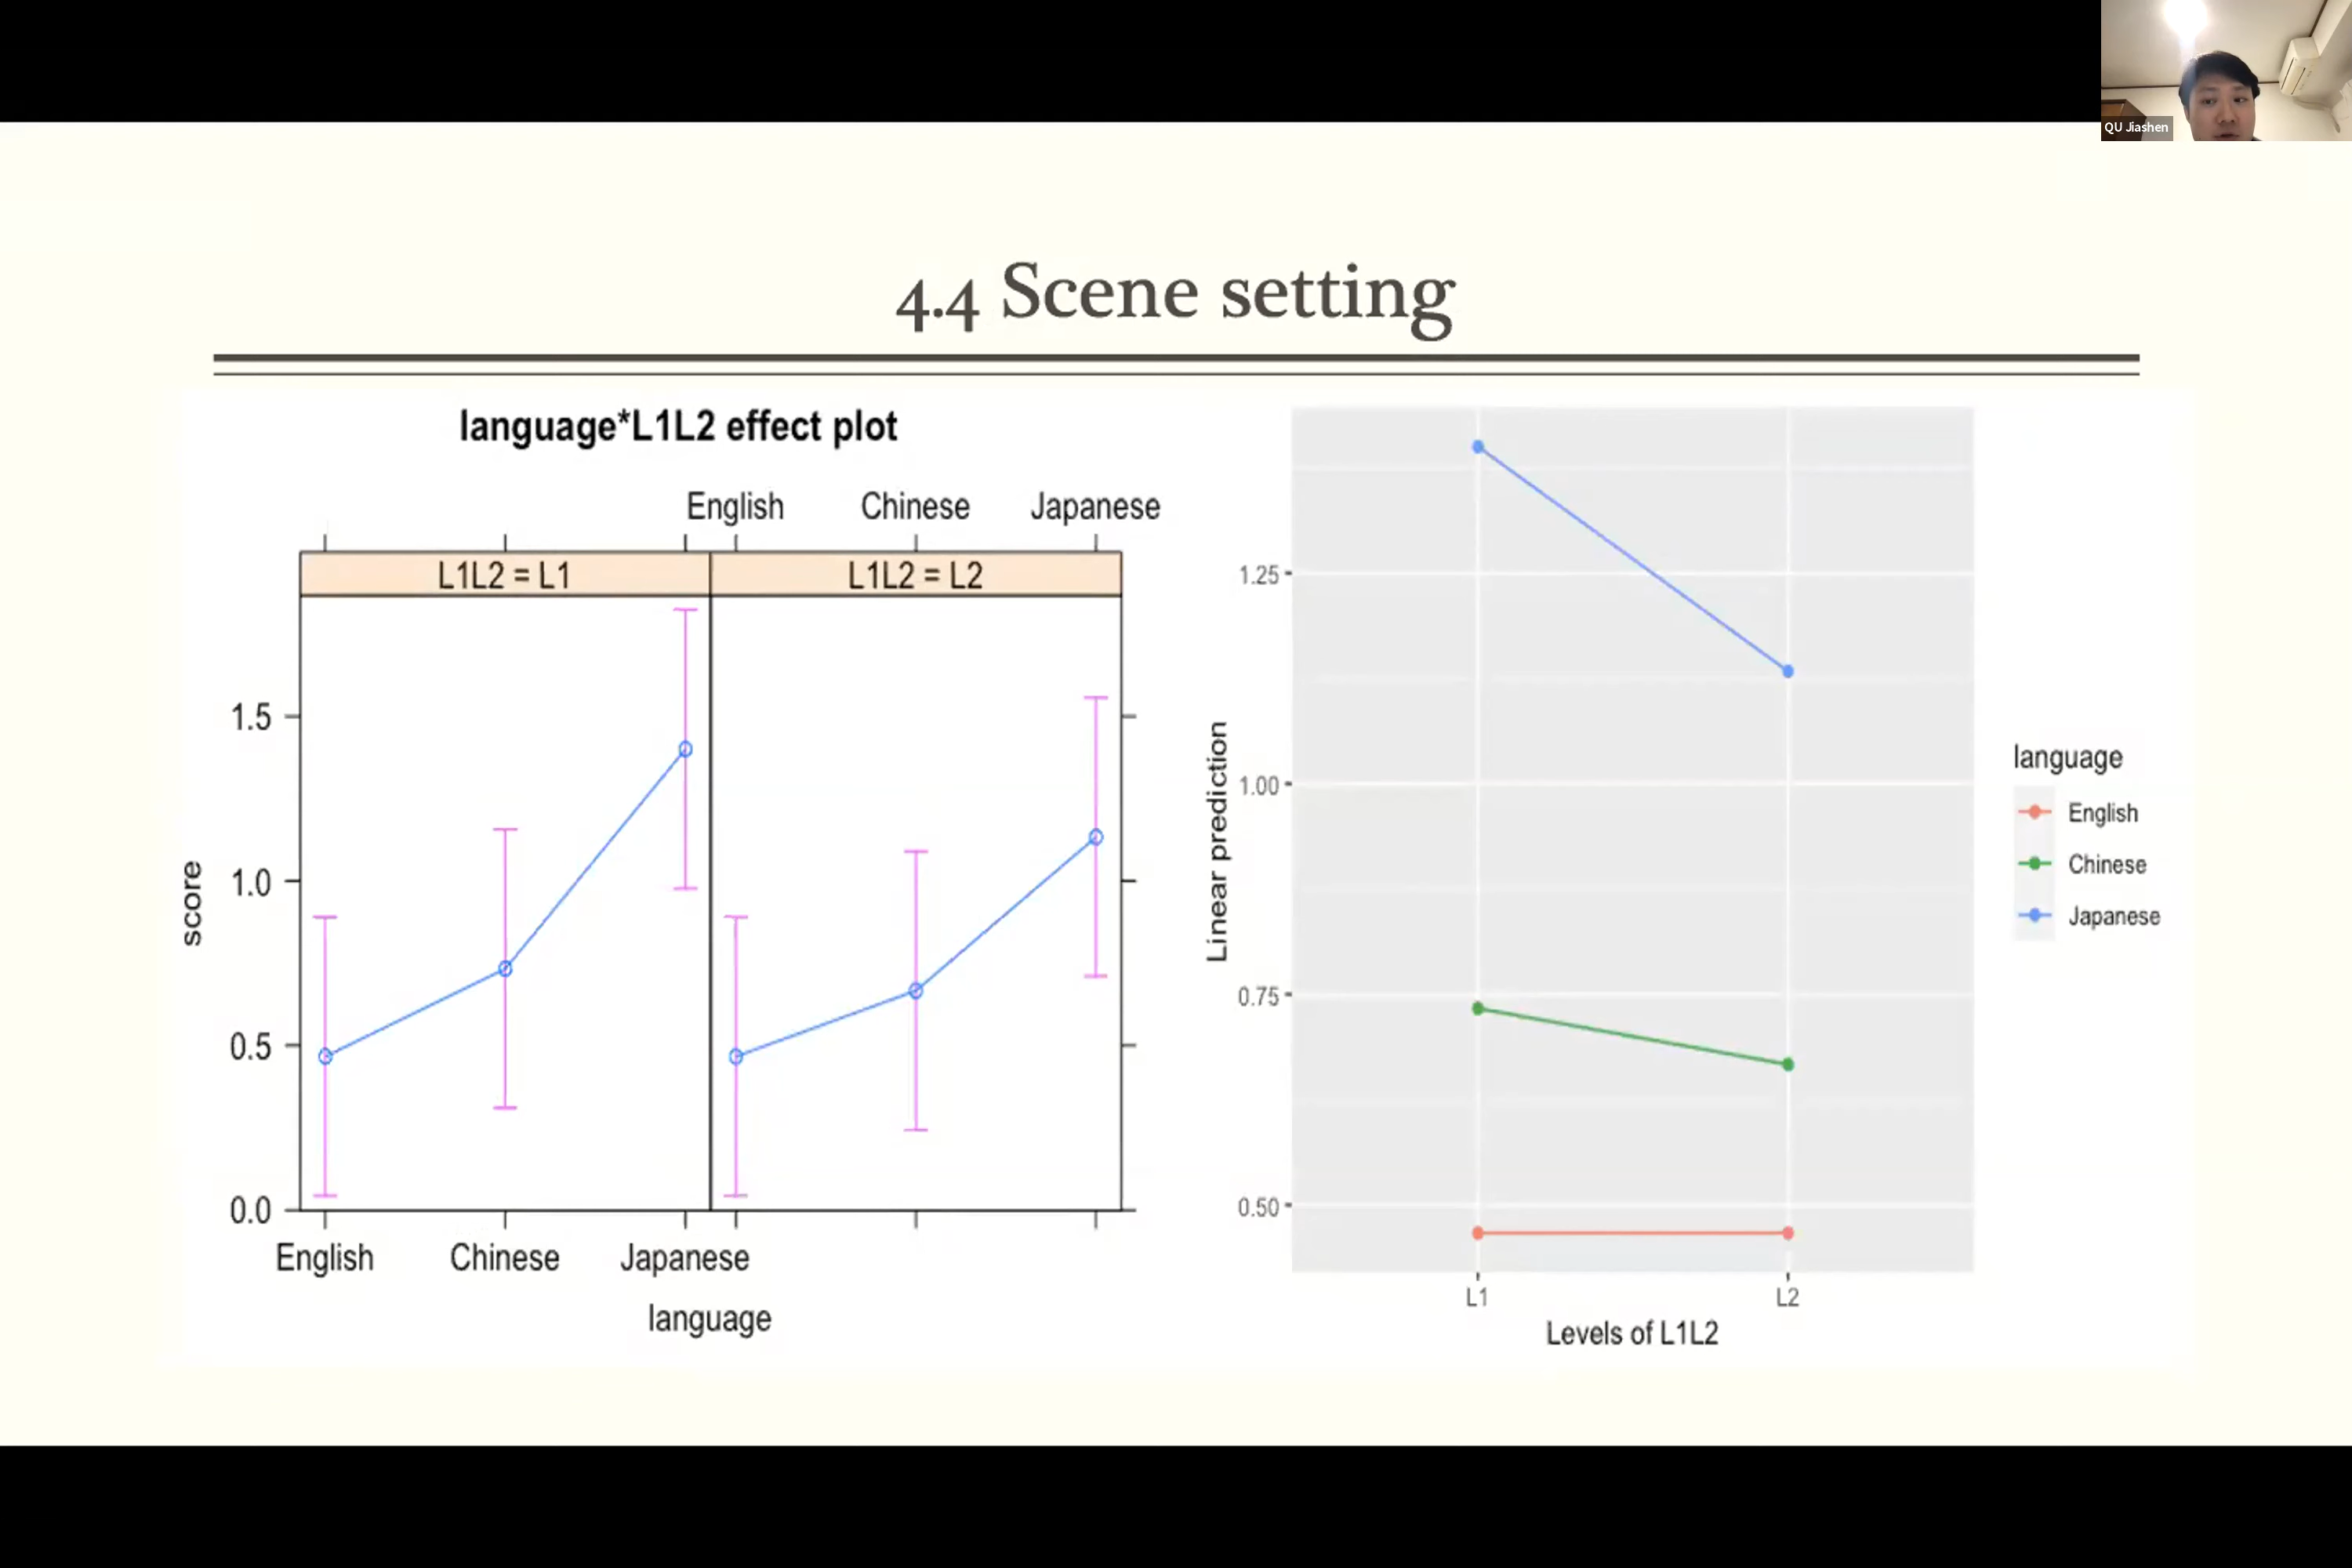 QU Jiashen
4.4 Scene setting
language*L1L2 effect plot
English Chinese Japanese
L1L2 = L1 L1L2 = L2
score
1.5
1.0
0.5
0.0
English Chinese Japanese
language
Linear prediction
1.25
1.00
0.75
0.50
L1 L2
Levels of L1L2
language
English
Chinese
Japanese